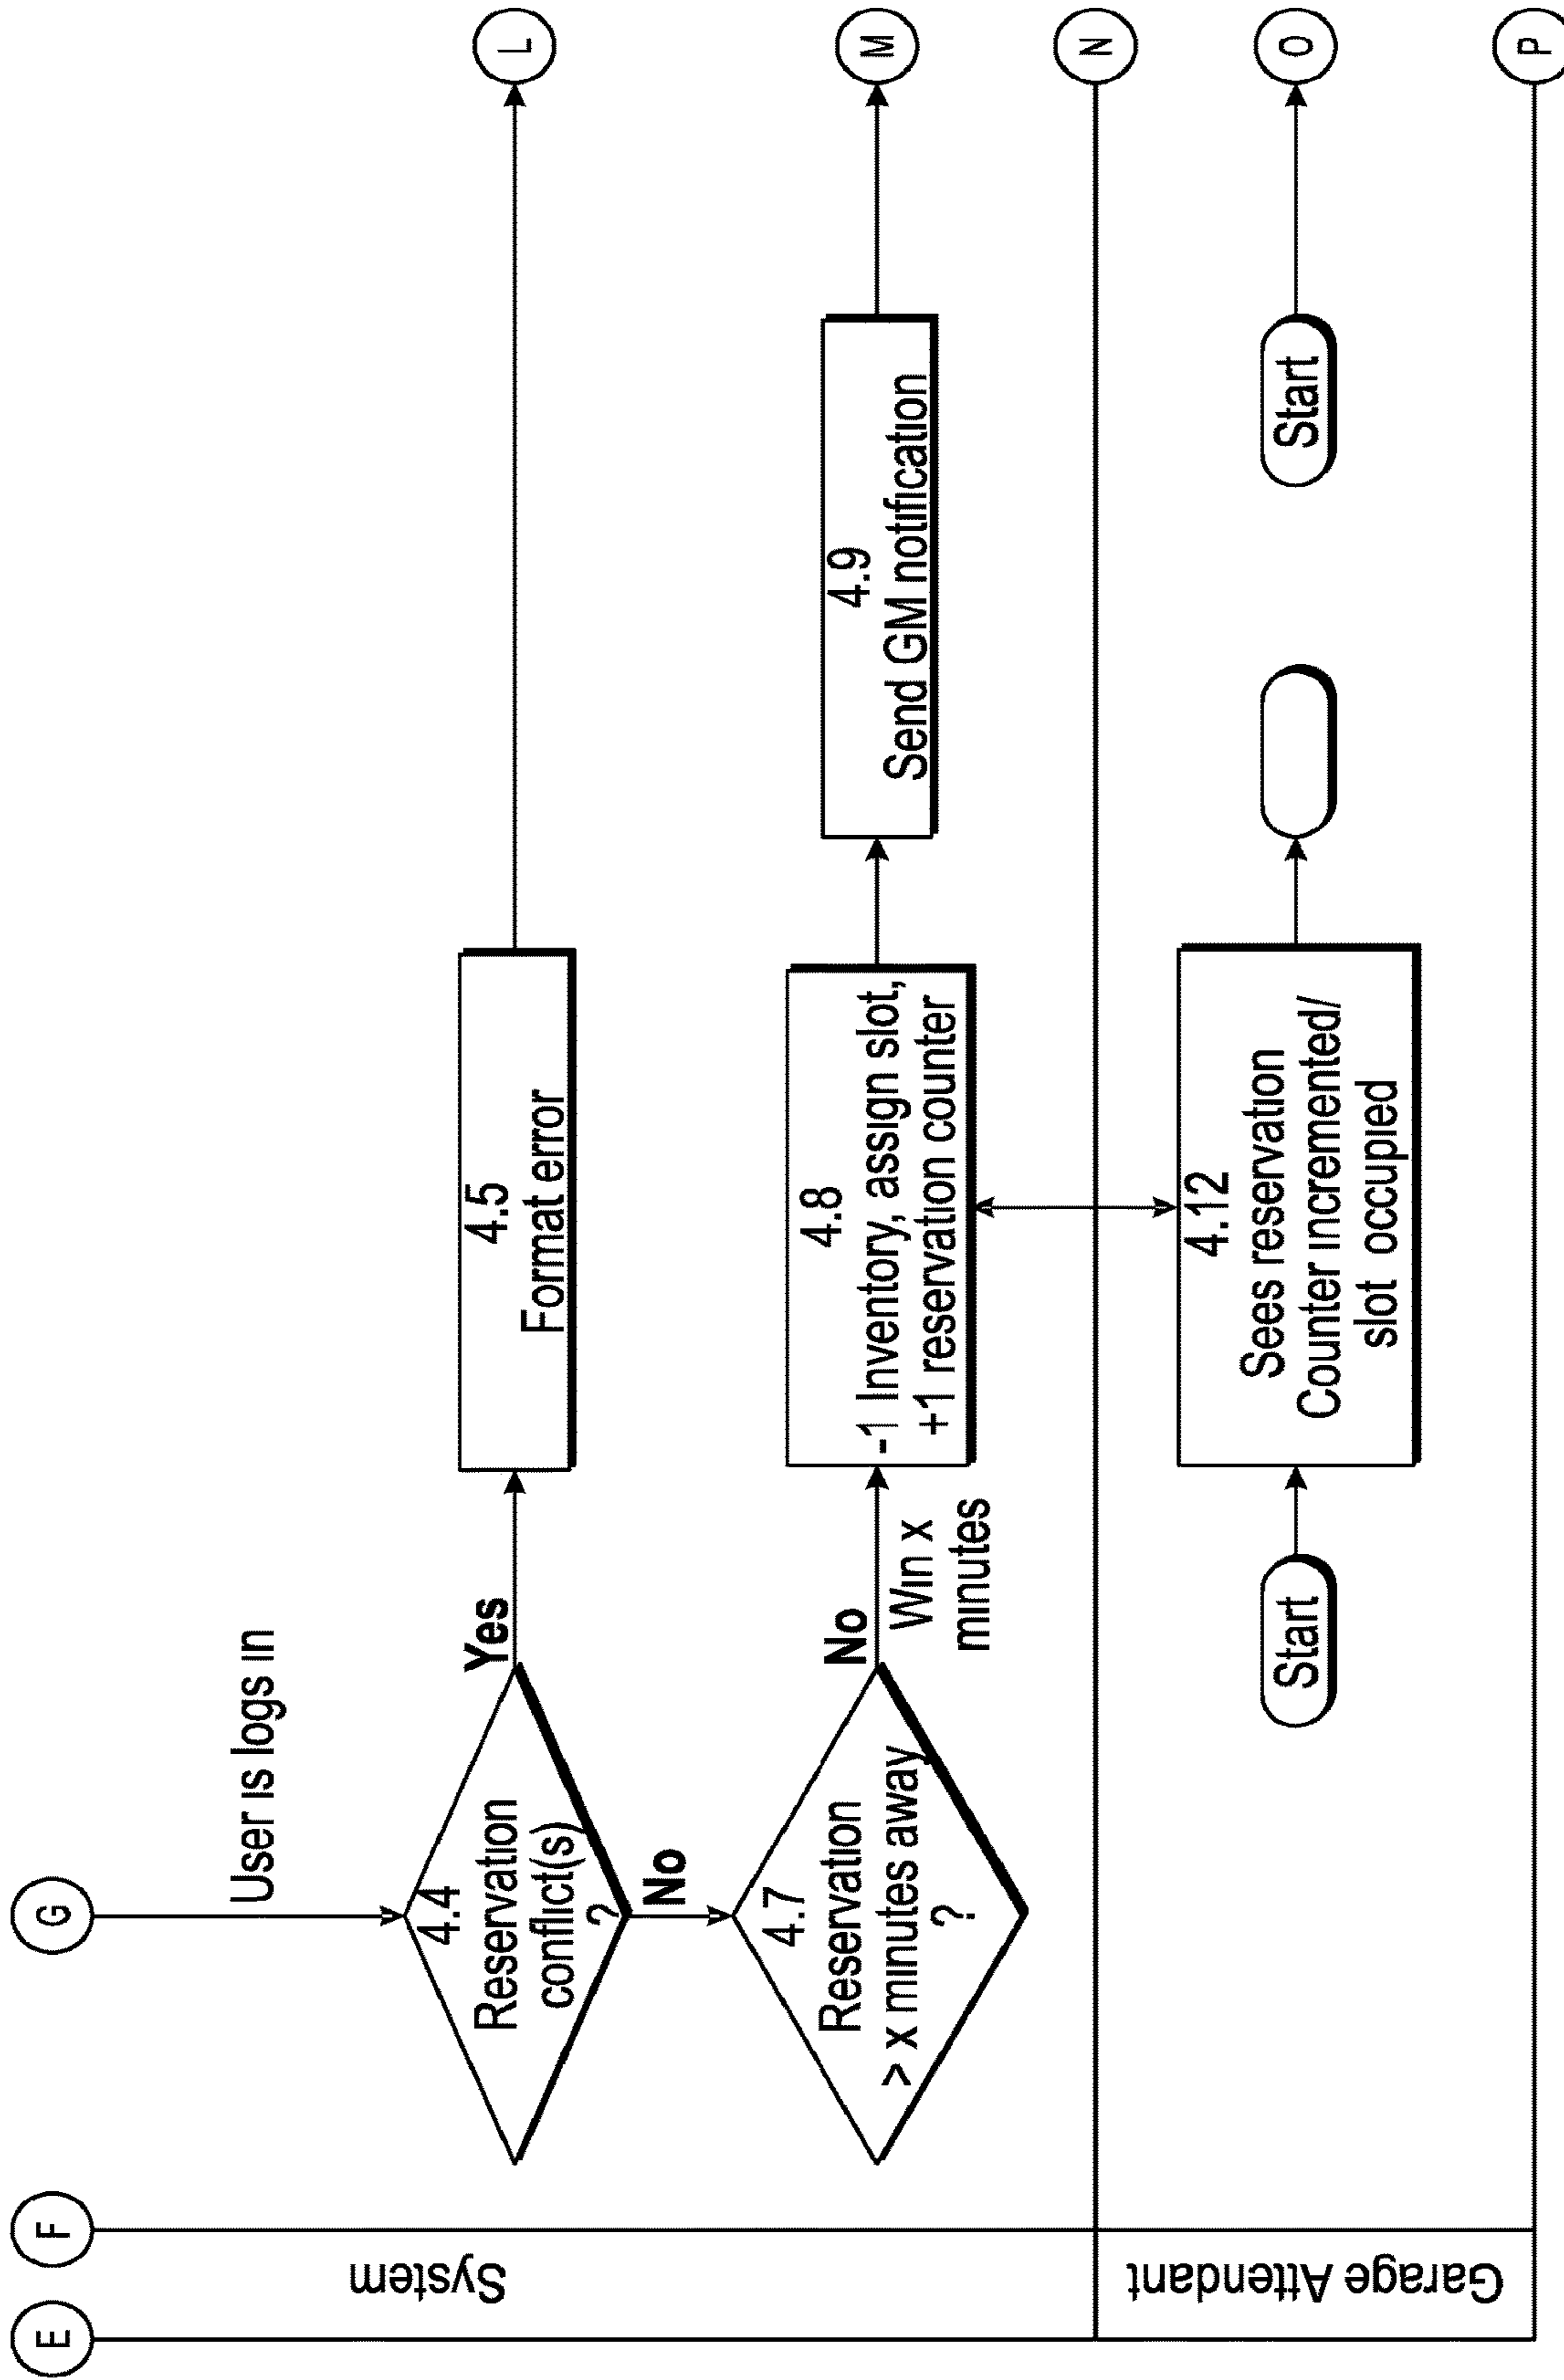 E
F
G
User is logs in
System
4.4
Reservation
conflict(s)
?
Yes
4.5
Format error
L
No
4.7
Reservation
> x minutes away
?
No
Win x
minutes
4.8
-1 Inventory, assign slot,
+1 reservation counter
4.9
Send GM notification
M
N
Garage Attendant
Start
4.12
Sees reservation
Counter incremented/
slot occupied
Start
O
P